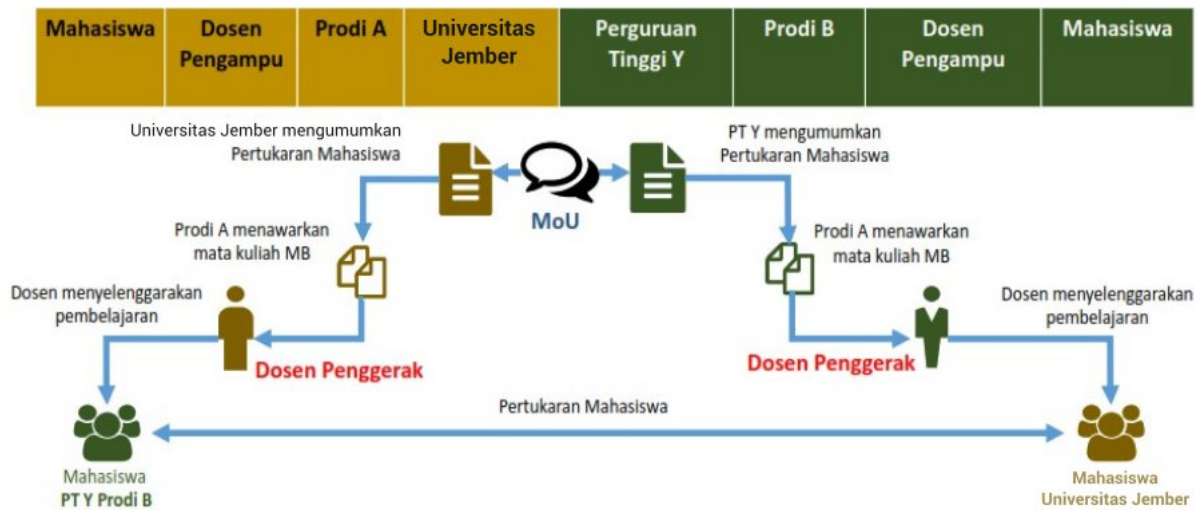 Mahasiswa
Dosen
Pengampu
Prodi A
Universitas
Jember
Perguruan
Tinggi Y
Prodi B
Dosen
Pengampu
Mahasiswa
Universitas Jember mengumumkan
Pertukaran Mahasiswa
PT Y mengumumkan
Pertukaran Mahasiswa
MoU
Prodi A menawarkan
mata kuliah MB
Prodi A menawarkan
mata kuliah MB
Dosen menyelenggarakan
pembelajaran
Dosen menyelenggarakan
pembelajaran
Dosen Penggerak
Dosen Penggerak
Pertukaran Mahasiswa
Mahasiswa
PT Y Prodi B
Mahasiswa
Universitas Jember